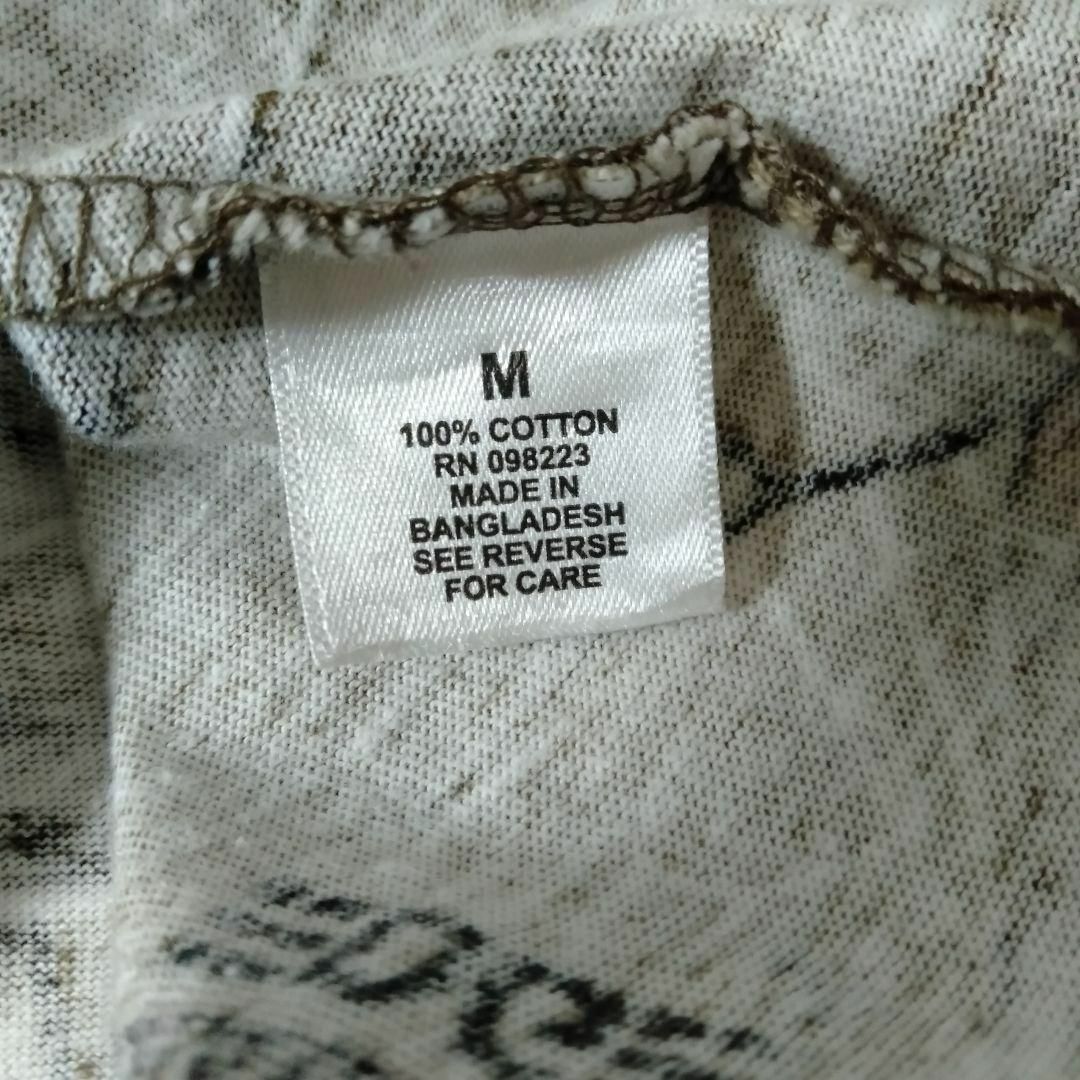 M
100% COTTON
RN 098223
MADE IN
BANGLADESH
SEE REVERSE
FOR CARE